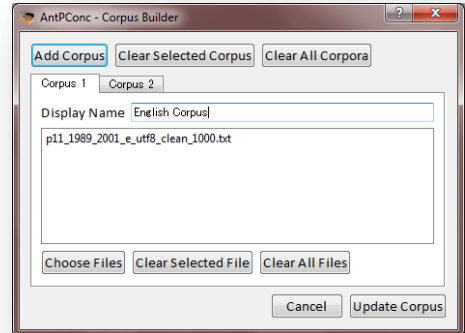 AntPConc - Corpus Builder
Add Corpus Clear Selected Corpus Clear All Corpora
Corpus 1 Corpus 2
Display Name English Corpus
p11_1989_2001_e_utf8_clean_1000.txt
Choose Files Clear Selected File Clear All Files
Cancel Update Corpus